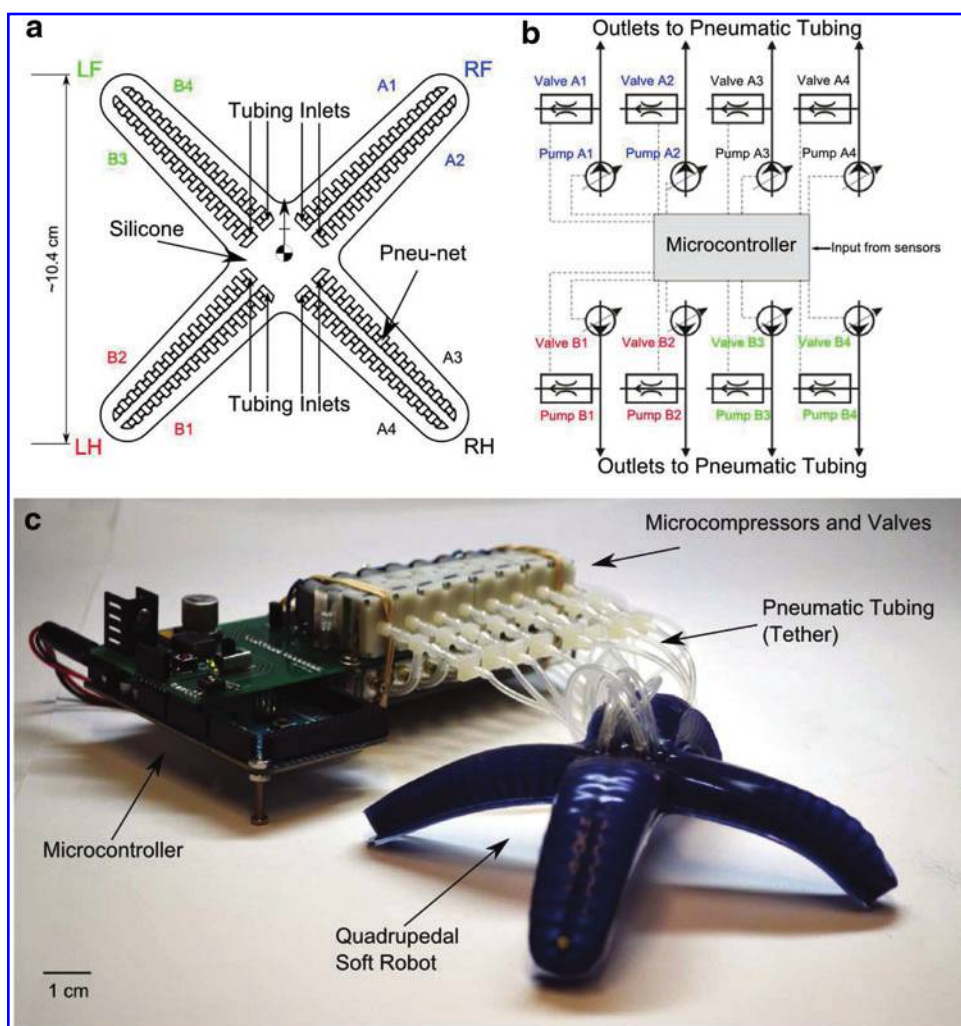 a
LF
B4
A1
RF
Tubing Inlets
B3
A2
Silicone
Pneu-net
~10.4 cm
B2
A3
Tubing Inlets
B1
A4
LH
RH
b
Outlets to Pneumatic Tubing
Valve A1 Valve A2 Valve A3 Valve A4
Pump A1 Pump A2 Pump A3 Pump A4
Microcontroller
Input from sensors
Valve B1 Valve B2 Valve B3 Valve B4
Pump B1 Pump B2 Pump B3 Pump B4
Outlets to Pneumatic Tubing
c
Microcompressors and Valves
Pneumatic Tubing
(Tether)
Microcontroller
Quadrupedal
Soft Robot
1 cm